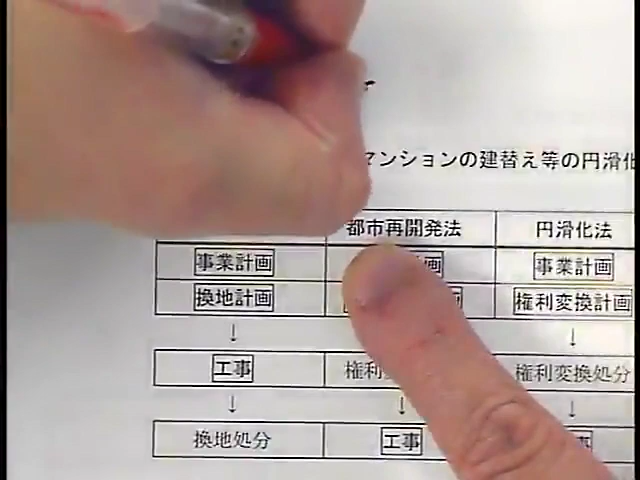 マンションの建替え等の円滑化
都市再開発法 円滑化法
事業計画 画 事業計画
換地計画 権利変換計画
↓ ↓
工事 権利 権利変換処分
↓ ↓ ↓
換地処分 工事 事